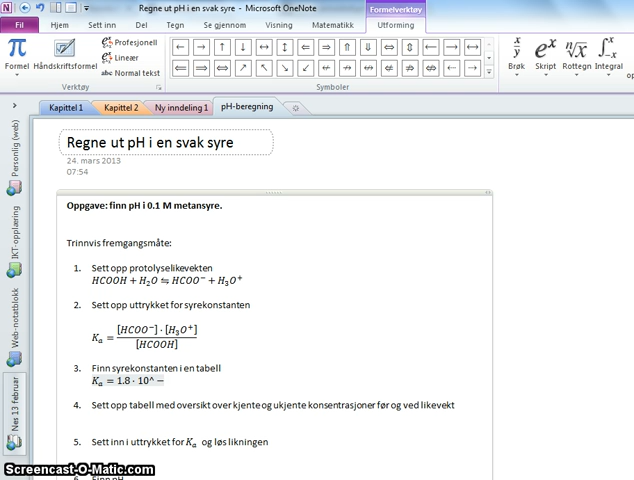 Regne ut pH i en svak syre - Microsoft OneNote
Formelverktøy
Fil Hjem Sett inn Del Tegn Se gjennom Visning Matematikk Utforming
Formel
Håndskriftsformel
Profesjonell
Lineær
abc Normal tekst
Brøk Skript Rottegn Integral
Verktøy
Symboler
Kapittel 1 Kapittel 2 Ny inndeling 1 pH-beregning
Personlig (web)
IKT-opplæring
Web-notatblokk
Nes 13 februar
Regne ut pH i en svak syre
24. mars 2013
07:54
Oppgave: finn pH i 0.1 M metansyre.
Trinnvis fremgangsmåte:
1. Sett opp protolyselikevekten
HCOOH + H₂O ⇋ HCOO⁻ + H₃O⁺
2. Sett opp uttrykket for syrekonstanten
Kₐ = [HCOO⁻] · [H₃O⁺] / [HCOOH]
3. Finn syrekonstanten i en tabell
Kₐ = 1.8 · 10^ −
4. Sett opp tabell med oversikt over kjente og ukjente konsentrasjoner før og ved likevekt
5. Sett inn i uttrykket for Kₐ og løs likningen
6. Finn pH
Screencast-O-Matic.com